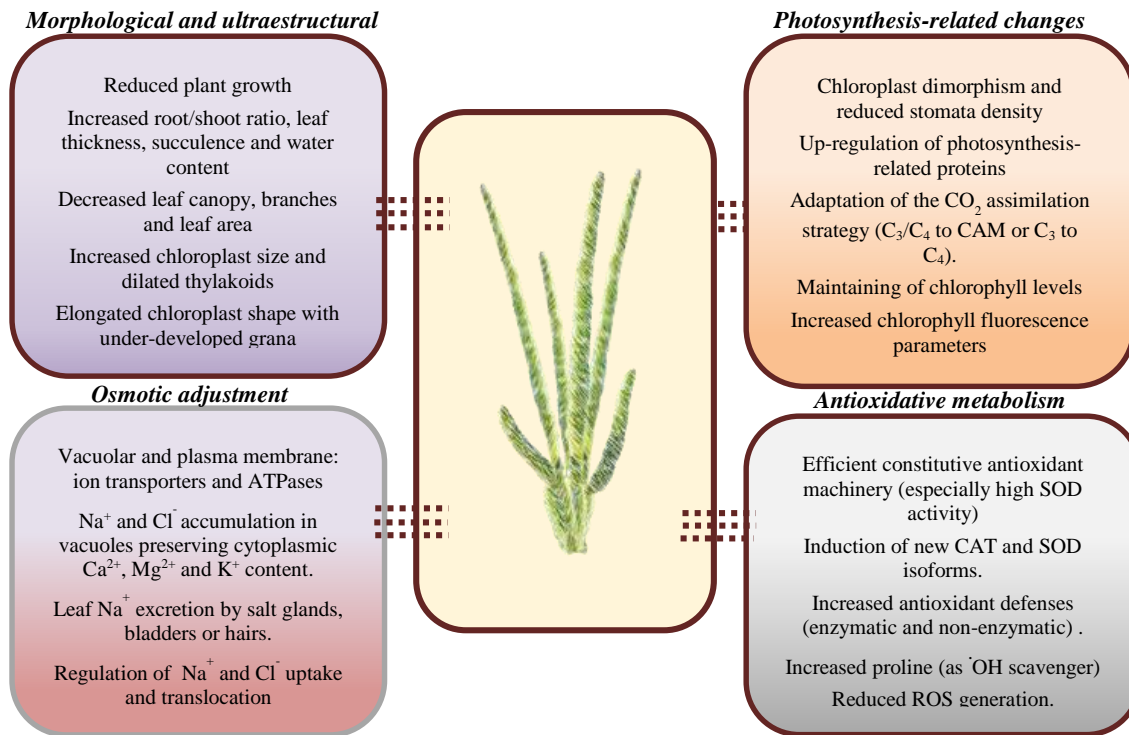 Morphological and ultraestructural
Reduced plant growth
Increased root/shoot ratio, leaf
thickness, succulence and water
content
Decreased leaf canopy, branches
and leaf area
Increased chloroplast size and
dilated thylakoids
Elongated chloroplast shape with
under-developed grana
Photosynthesis-related changes
Chloroplast dimorphism and
reduced stomata density
Up-regulation of photosynthesis-
related proteins
Adaptation of the CO₂ assimilation
strategy (C₃/C₄ to CAM or C₃ to
C₄).
Maintaining of chlorophyll levels
Increased chlorophyll fluorescence
parameters
Osmotic adjustment
Vacuolar and plasma membrane:
ion transporters and ATPases
Na⁺ and Cl⁻ accumulation in
vacuoles preserving cytoplasmic
Ca²⁺, Mg²⁺ and K⁺ content.
Leaf Na⁺ excretion by salt glands,
bladders or hairs.
Regulation of Na⁺ and Cl⁻ uptake
and translocation
Antioxidative metabolism
Efficient constitutive antioxidant
machinery (especially high SOD
activity)
Induction of new CAT and SOD
isoforms.
Increased antioxidant defenses
(enzymatic and non-enzymatic) .
Increased proline (as ˙OH scavenger)
Reduced ROS generation.